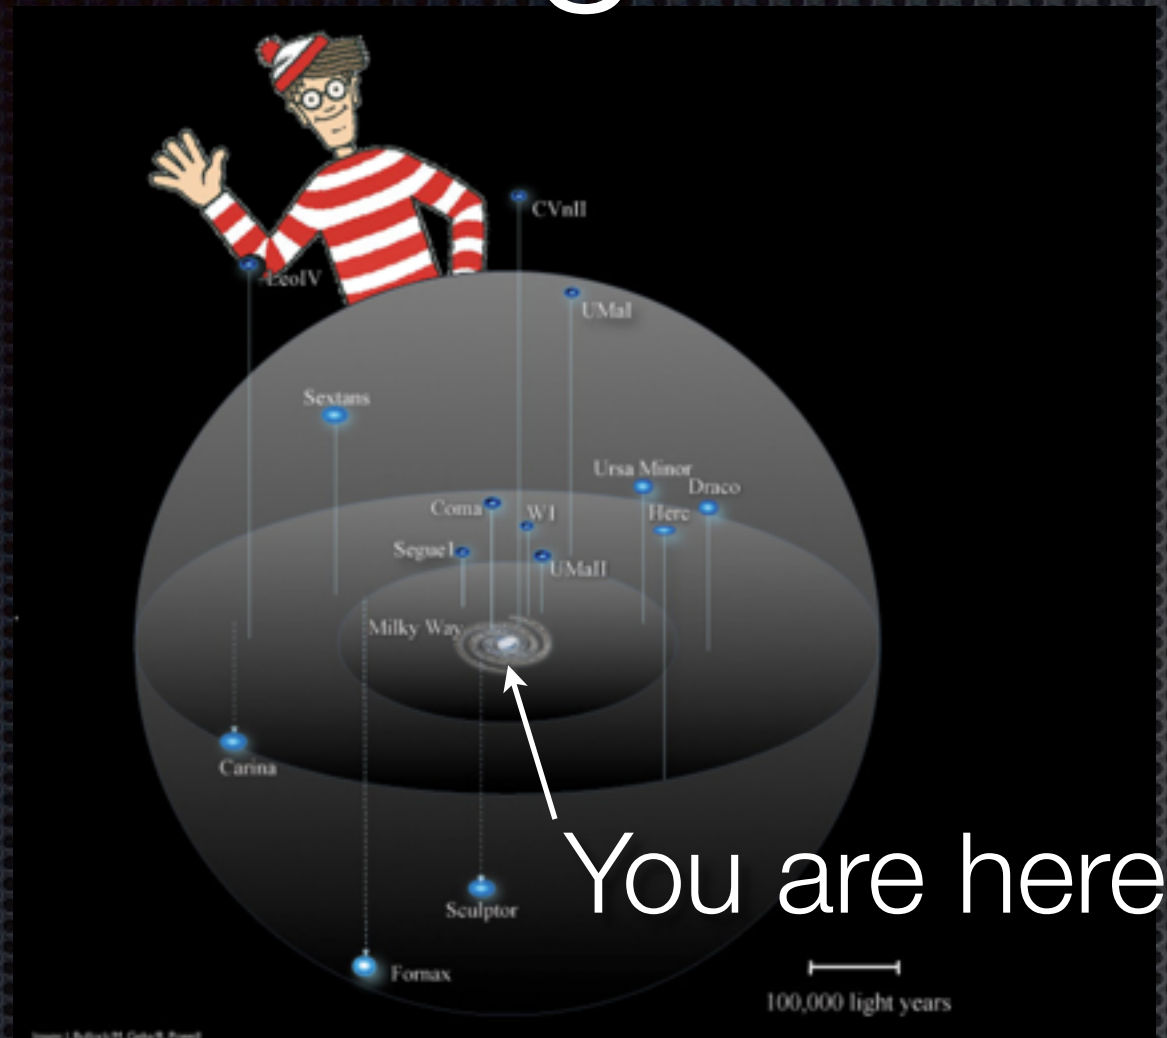 CVnII
LeoIV
UMaI
Sextans
Ursa Minor
Draco
Coma
W1
Herc
Segue1
UMaII
Milky Way
Carina
You are here
Sculptor
Fornax
100,000 light years